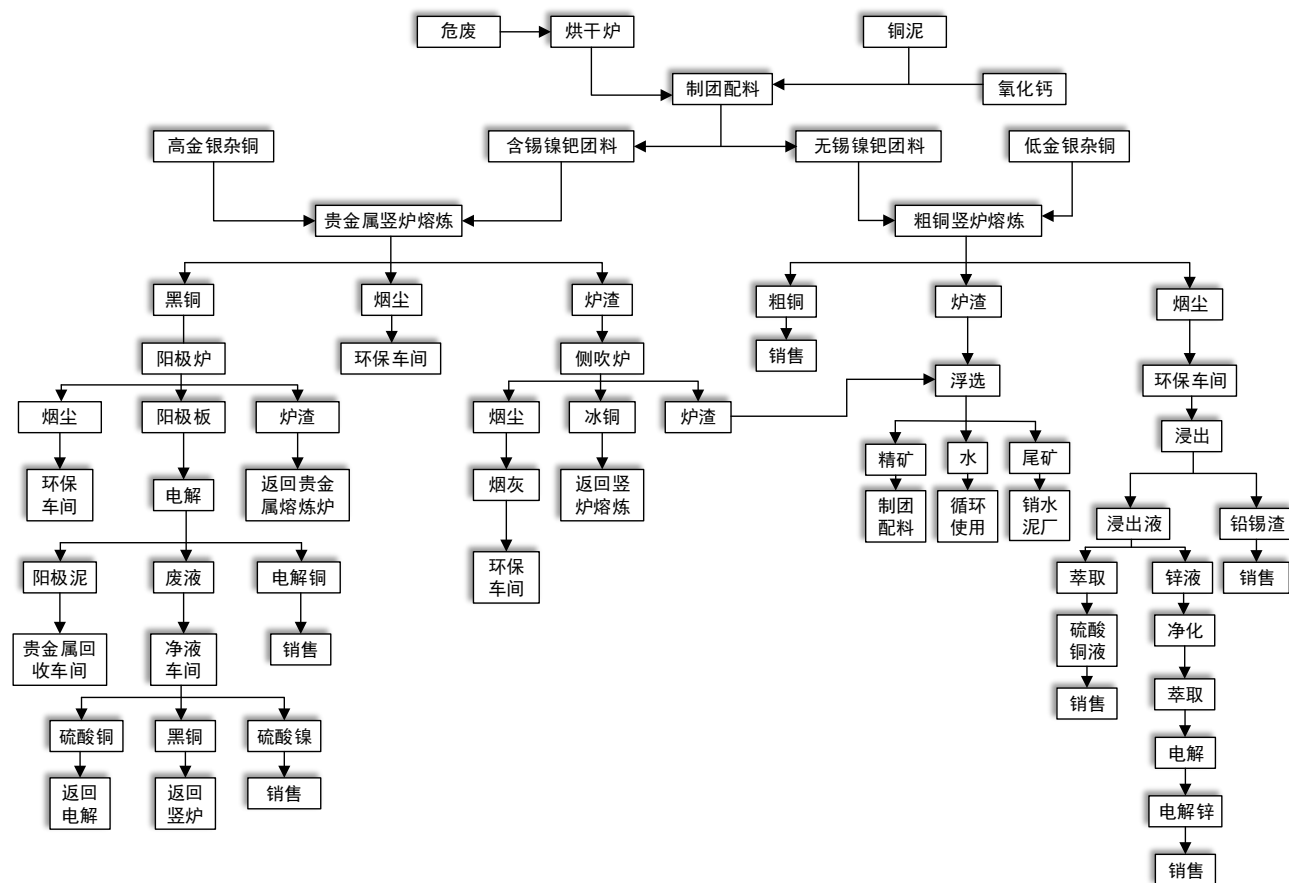 危废
烘干炉
铜泥
制团配料
氧化钙
高金银杂铜
含锡镍钯团料
无锡镍钯团料
低金银杂铜
贵金属竖炉熔炼
粗铜竖炉熔炼
黑铜
烟尘
炉渣
粗铜
炉渣
烟尘
阳极炉
环保车间
侧吹炉
销售
浮选
环保车间
烟尘
阳极板
炉渣
烟尘
冰铜
炉渣
浸出
环保
车间
电解
返回贵金
属熔炼炉
烟灰
返回竖
炉熔炼
精矿
水
尾矿
制团
配料
循环
使用
销水
泥厂
浸出液
铅锡渣
阳极泥
废液
电解铜
环保
车间
萃取
锌液
销售
贵金属回
收车间
净液
车间
销售
硫酸
铜液
净化
销售
萃取
硫酸铜
黑铜
硫酸镍
电解
返回
电解
返回
竖炉
销售
电解锌
销售